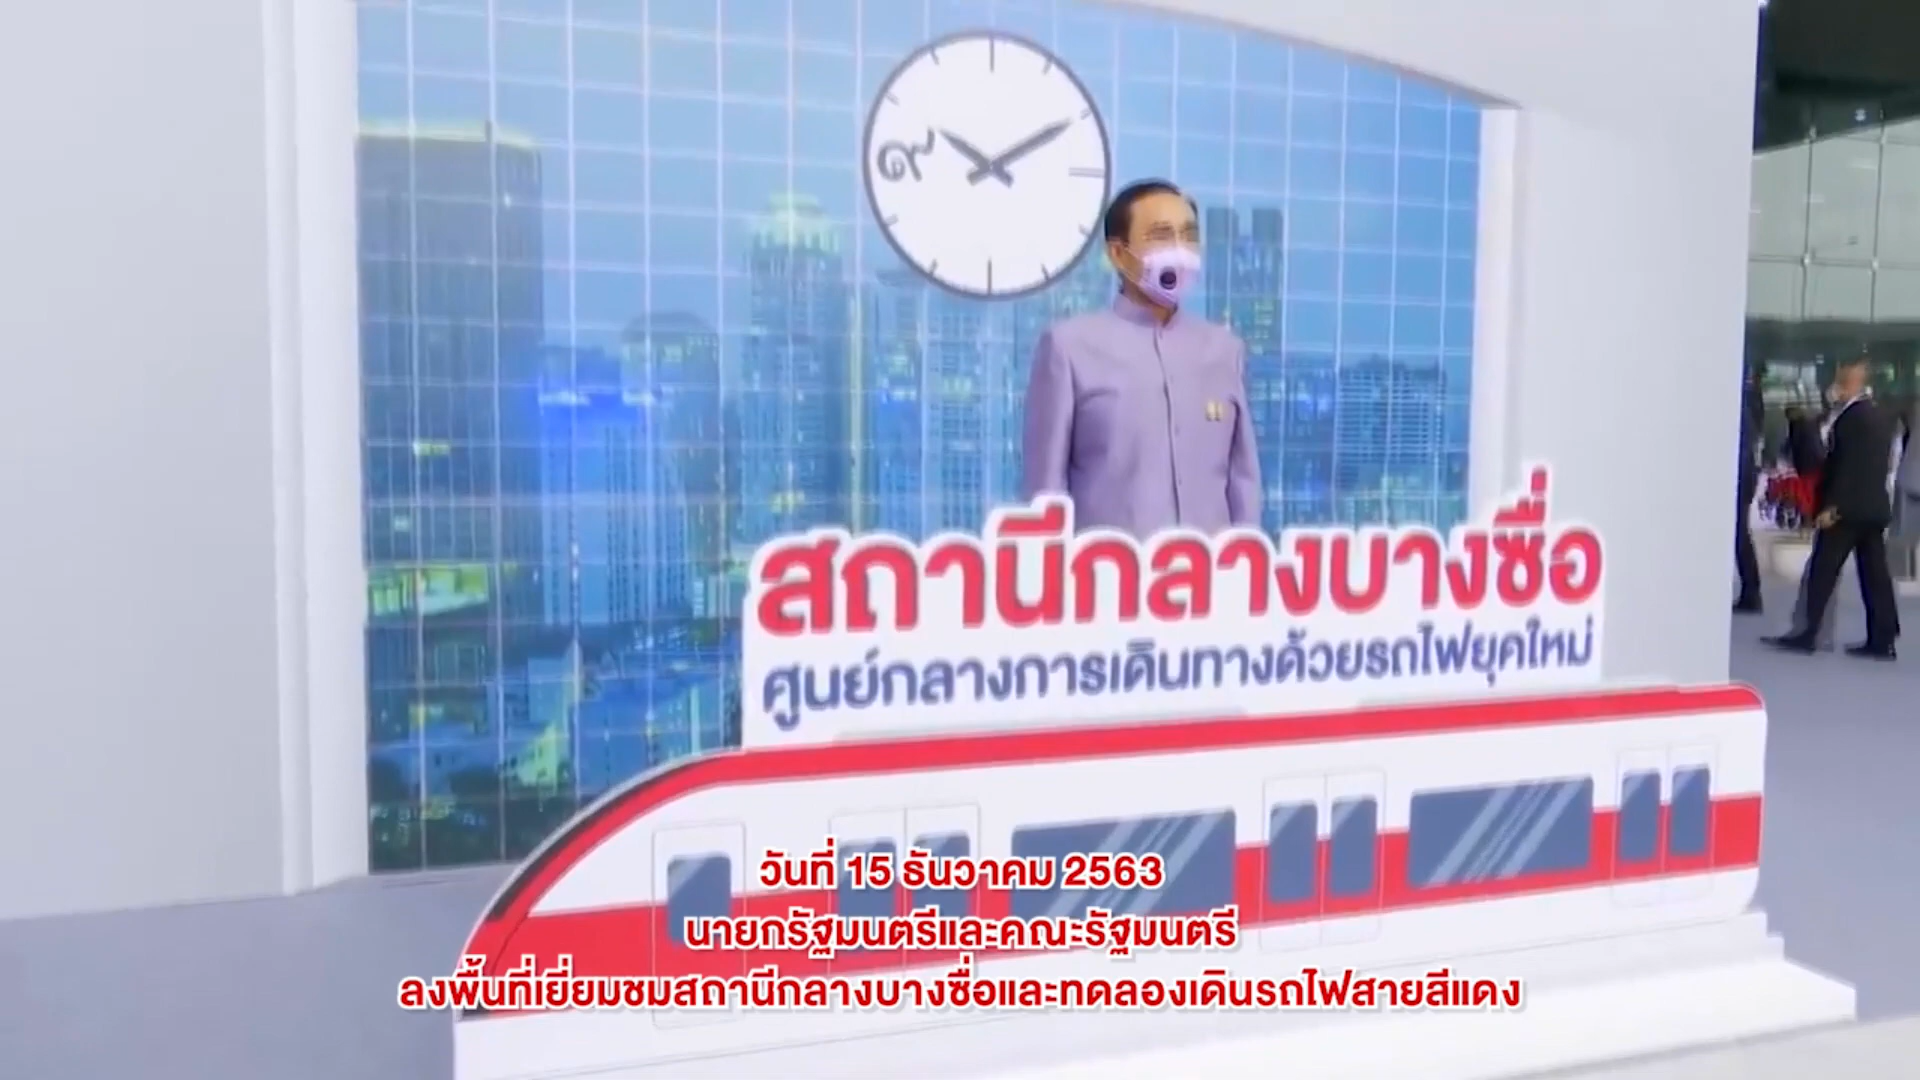 ๙
สถานีกลางบางซื่อ
ศูนย์กลางการเดินทางด้วยรถไฟยุคใหม่
วันที่ 15 ธันวาคม 2563
นายกรัฐมนตรีและคณะรัฐมนตรี
ลงพื้นที่เยี่ยมชมสถานีกลางบางซื่อและทดลองเดินรถไฟสายสีแดง